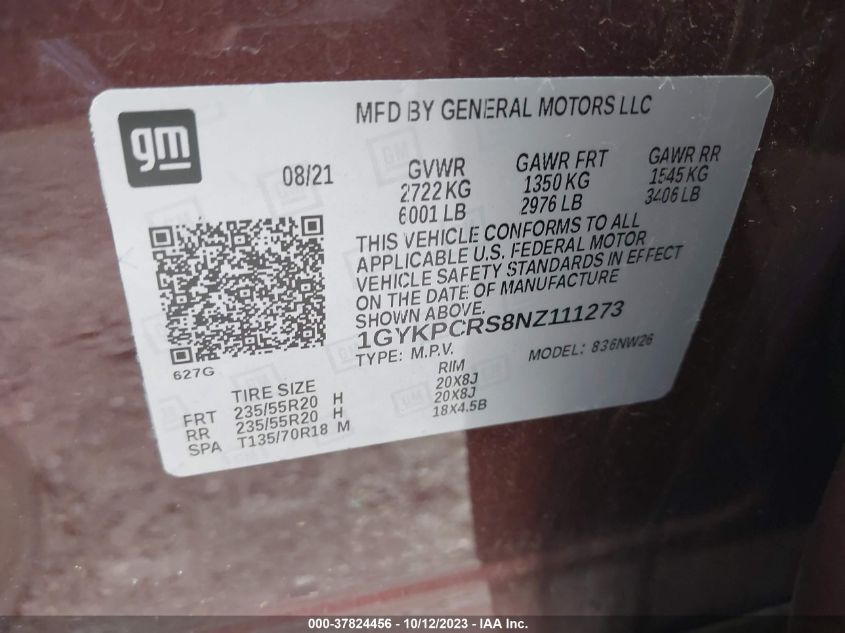 gm
MFD BY GENERAL MOTORS LLC
08/21
GVWR
2722 KG
6001 LB
GAWR FRT
1350 KG
2976 LB
GAWR RR
1545 KG
3406 LB
THIS VEHICLE CONFORMS TO ALL
APPLICABLE U.S. FEDERAL MOTOR
VEHICLE SAFETY STANDARDS IN EFFECT
ON THE DATE OF MANUFACTURE
SHOWN ABOVE.
1GYKPCRS8NZ111273
TYPE: M.P.V.
MODEL: 836NW26
627G
TIRE SIZE RIM
FRT 235/55R20 H 20X8J
RR 235/55R20 H 20X8J
SPA T135/70R18 M 18X4.5B
000-37824456 - 10/12/2023 - IAA Inc.